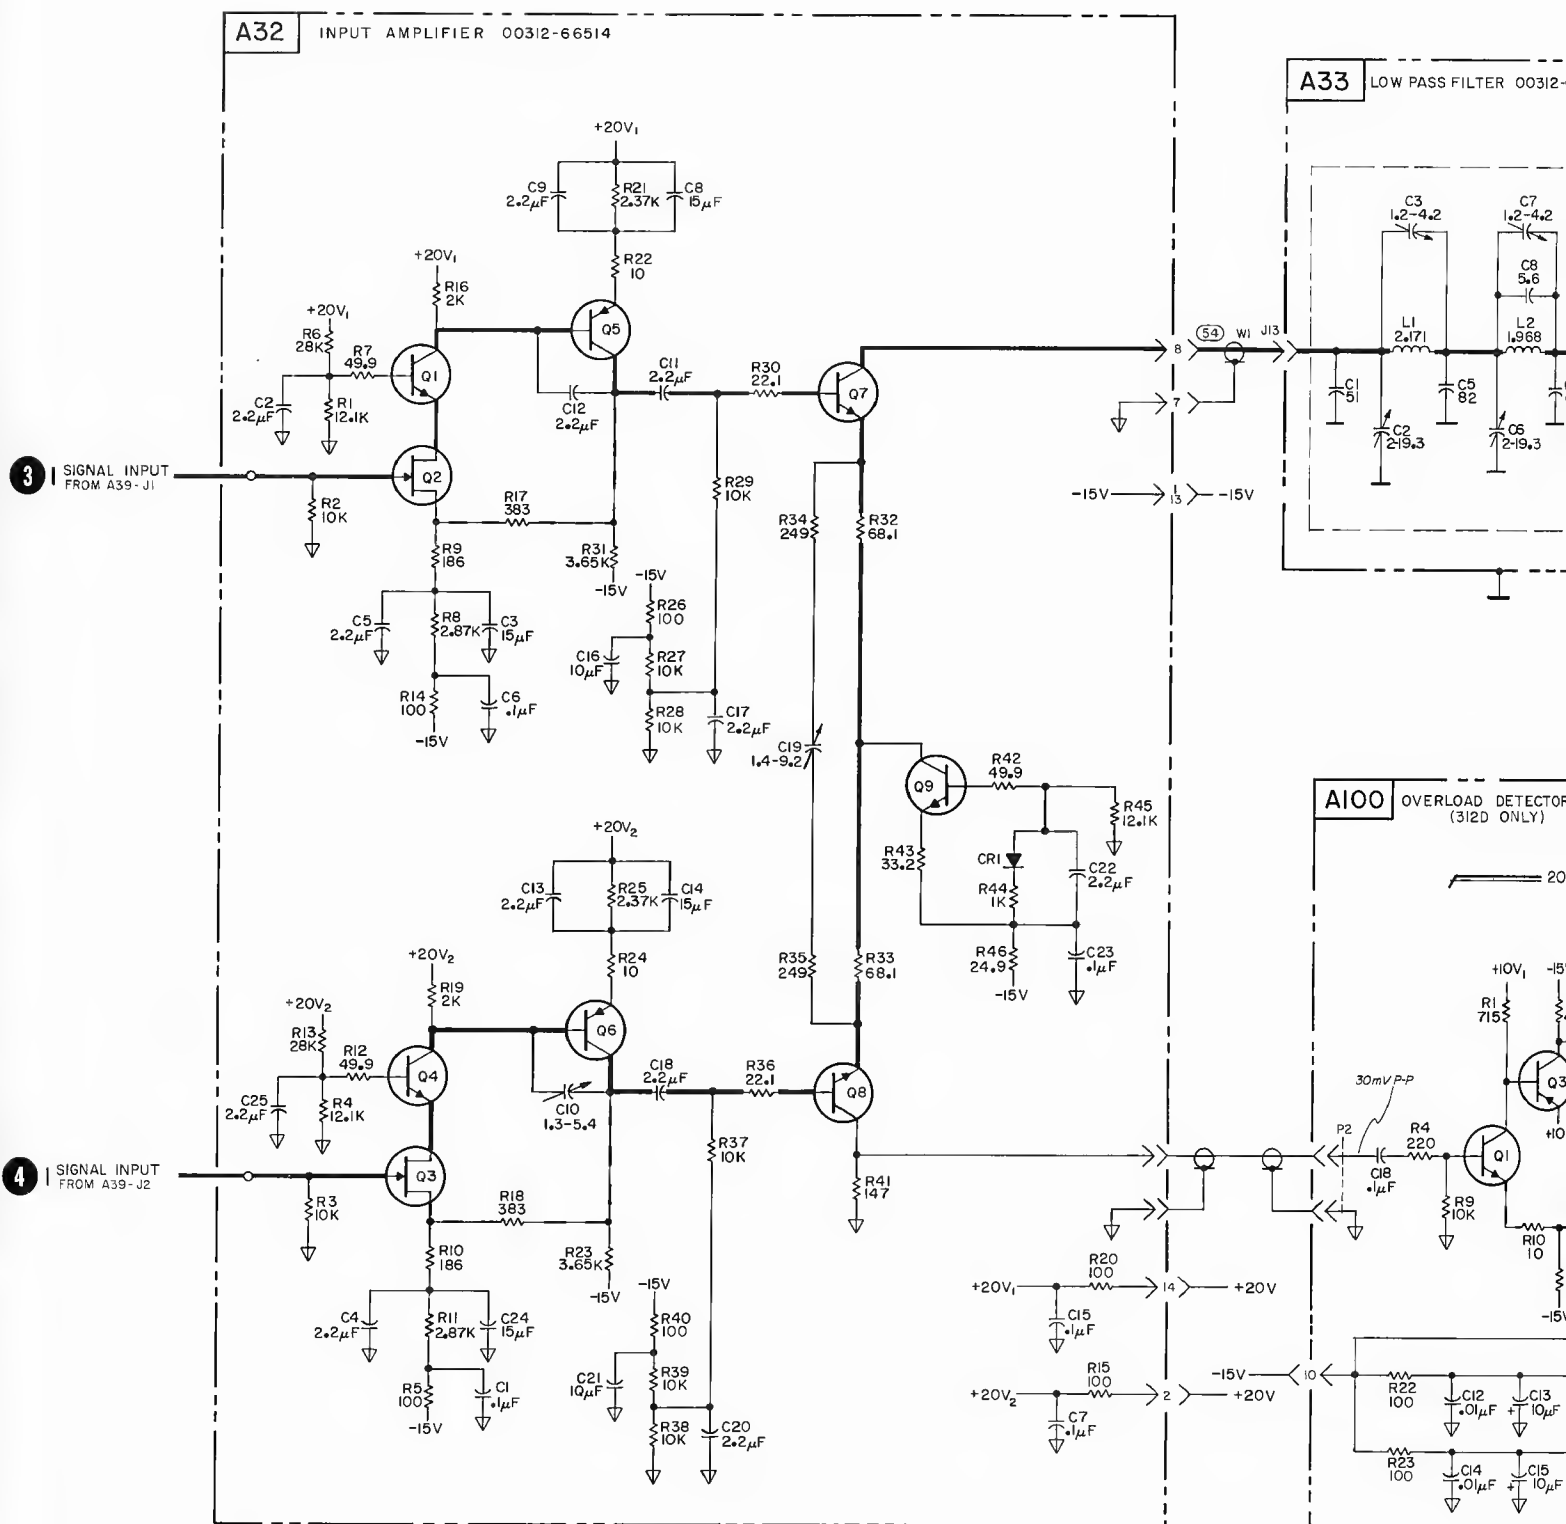 A32 INPUT AMPLIFIER 00312-66514
A33 LOW PASS FILTER 00312-
+20V₁
C9
2.2µF
R21
2.37K
C8
15µF
R22
10
Q5
+20V₁
R16
2K
+20V₁
R6
28K
R7
49.9
Q1
C2
2.2µF
R1
12.1K
C12
2.2µF
C11
2.2µF
R30
22.1
Q7
3
SIGNAL INPUT
FROM A39-J1
R2
10K
Q2
R17
383
R29
10K
R9
186
R31
3.65K
-15V
C5
2.2µF
R8
2.87K
C3
15µF
-15V
R26
100
C16
10µF
R27
10K
R14
100
C6
.1µF
-15V
R28
10K
C17
2.2µF
R34
249
R32
68.1
C19
1.4-9.2
Q9
R42
49.9
R45
12.1K
R43
33.2
CR1
C22
2.2µF
R44
1K
R46
24.9
C23
.1µF
-15V
R35
249
R33
68.1
8
54
W1
J13
7
-15V
13
-15V
C3
1.2-4.2
C7
1.2-4.2
C8
5.6
L1
2.171
L2
1.968
C1
51
C2
2-19.3
C5
82
C6
2-19.3
+20V₂
C13
2.2µF
R25
2.37K
C14
15µF
R24
10
Q6
+20V₂
R19
2K
+20V₂
R13
28K
R12
49.9
Q4
C25
2.2µF
R4
12.1K
C10
1.3-5.4
C18
2.2µF
R36
22.1
Q8
4
SIGNAL INPUT
FROM A39-J2
R3
10K
Q3
R18
383
R37
10K
R41
147
R10
186
R23
3.65K
-15V
C4
2.2µF
R11
2.87K
C24
15µF
-15V
R40
100
C21
10µF
R39
10K
R5
100
C1
.1µF
-15V
R38
10K
C20
2.2µF
+20V₁
R20
100
14
+20V
C15
.1µF
+20V₂
R15
100
2
+20V
C7
.1µF
A100 OVERLOAD DETECTOR
(312D ONLY)
20
+10V₁
-15
R1
715
Q3
+10
30mV P-P
P2
R4
220
C18
.1µF
Q1
R9
10K
R10
10
-15
-15V
10
R22
100
C12
.01µF
C13
10µF
+
R23
100
C14
.01µF
C15
10µF
+